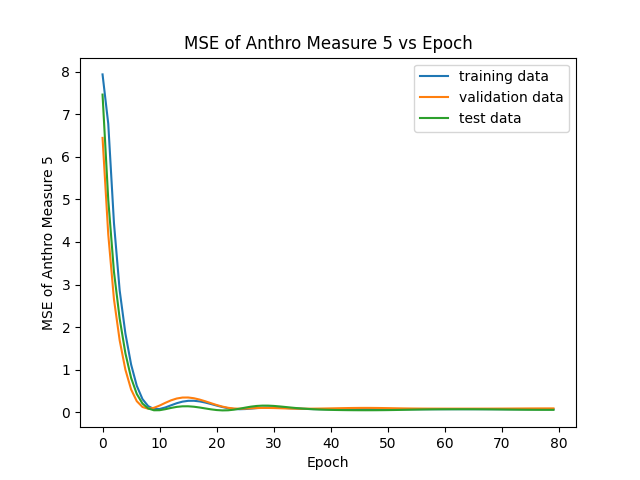 MSE of Anthro Measure 5 vs Epoch
training data
validation data
test data
MSE of Anthro Measure 5
8
7
6
5
4
3
2
1
0
0 10 20 30 40 50 60 70 80
Epoch